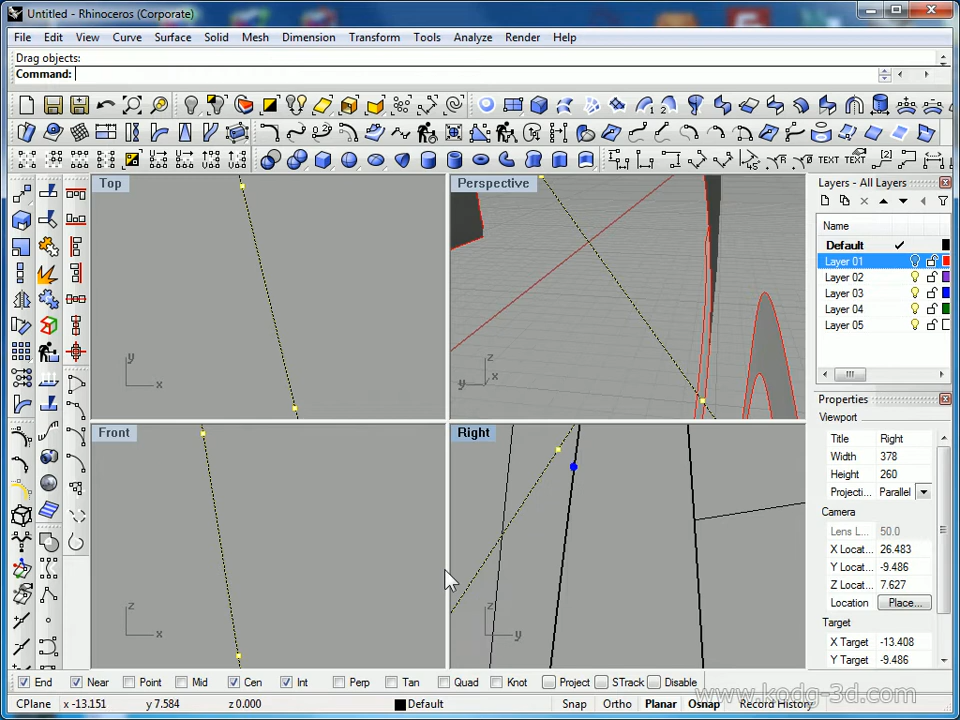 Untitled - Rhinoceros (Corporate)
File Edit View Curve Surface Solid Mesh Dimension Transform Tools Analyze Render Help
Drag objects:
Command:
TEXT TEXT
Top
Perspective
Layers - All Layers
Name
Default
Layer 01
Layer 02
Layer 03
Layer 04
Layer 05
y
x
z
x
y
Front
Right
Properties
Viewport
Title Right
Width 378
Height 260
Projecti... Parallel
Camera
Lens L... 50.0
X Locat... 26.483
Y Locat... -9.486
Z Locat... 7.627
Location Place...
Target
X Target -13.408
Y Target -9.486
z
x
z
y
End Near Point Mid Cen Int Perp Tan Quad Knot Project STrack Disable
www.kodg-3d.com
CPlane x -13.151 y 7.584 z 0.000 Default Snap Ortho Planar Osnap Record History